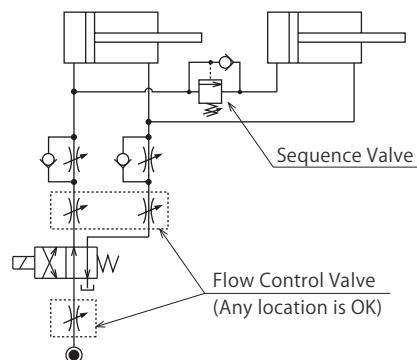 Sequence Valve
Flow Control Valve
(Any location is OK)